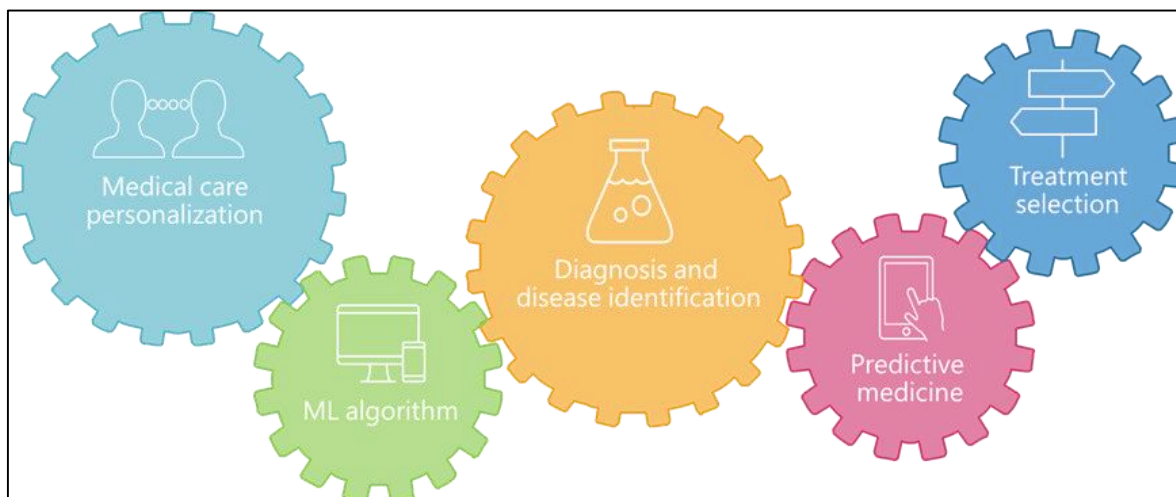 Medical care
personalization
ML algorithm
Diagnosis and
disease identification
Predictive
medicine
Treatment
selection